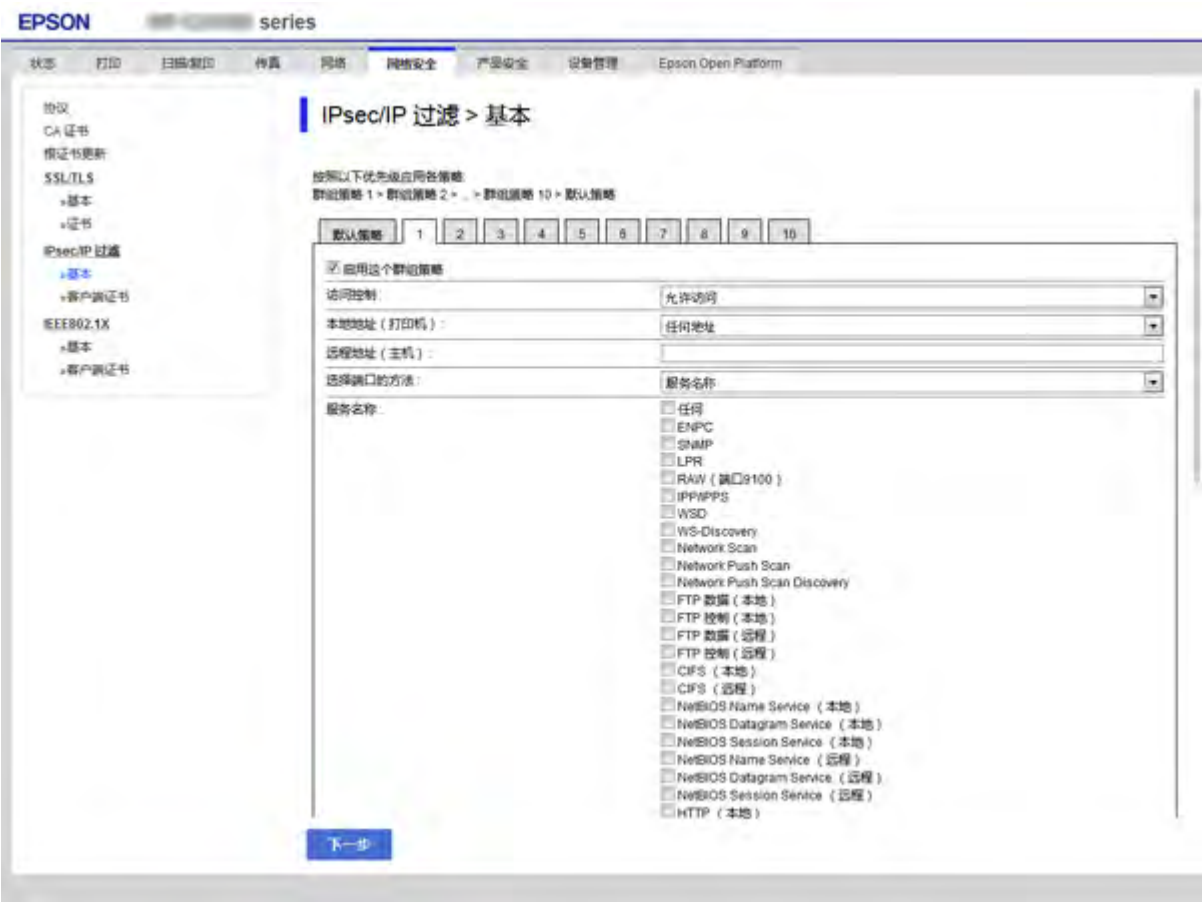 EPSON series
状态 打印 扫描/复印 传真 网络 网络安全 产品安全 设备管理 Epson Open Platform
协议
CA 证书
根证书更新
SSL/TLS
»基本
»证书
IPsec/IP 过滤
»基本
»客户端证书
IEEE802.1X
»基本
»客户端证书
IPsec/IP 过滤 > 基本
按照以下优先级应用各策略:
群组策略 1 > 群组策略 2 > .. > 群组策略 10 > 默认策略
默认策略 1 2 3 4 5 6 7 8 9 10
启用这个群组策略
访问控制: 允许访问
本地地址（打印机）: 任何地址
远程地址（主机）:
选择端口的方法: 服务名称
服务名称: 任何
ENPC
SNMP
LPR
RAW（端口9100）
IPP/IPPS
WSD
WS-Discovery
Network Scan
Network Push Scan
Network Push Scan Discovery
FTP 数据（本地）
FTP 控制（本地）
FTP 数据（远程）
FTP 控制（远程）
CIFS （本地）
CIFS （远程）
NetBIOS Name Service （本地）
NetBIOS Datagram Service （本地）
NetBIOS Session Service （本地）
NetBIOS Name Service （远程）
NetBIOS Datagram Service （远程）
NetBIOS Session Service （远程）
HTTP （本地）
下一步